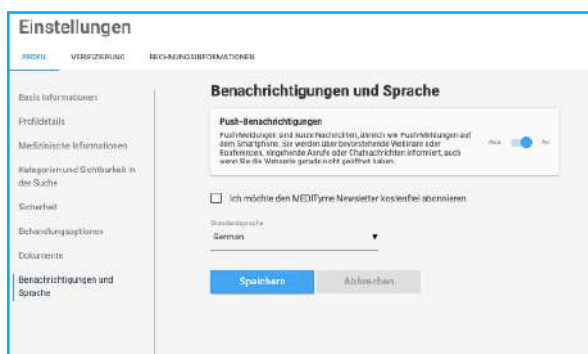 Einstellungen
PROFIL VERIFIZIERUNG RECHNUNGSINFORMATIONEN
Basis Informationen
Profildetails
Medizinische Informationen
Kategorien und Sichtbarkeit in
der Suche
Sicherheit
Behandlungsoptionen
Dokumente
Benachrichtigungen und
Sprache
Benachrichtigungen und Sprache
Push-Benachrichtigungen
Push-Meldungen sind kurze Nachrichten, ähnlich wie Push-Meldungen auf
dem Smartphone. Sie werden über bevorstehende Webinare oder
Konferenzen, eingehende Anrufe oder Chatnachrichten informiert, auch
wenn Sie die Webseite gerade nicht geöffnet haben.
Aus An
Ich möchte den MEDITyme Newsletter kostenfrei abonnieren
Standardsprache
German
Speichern Abbrechen